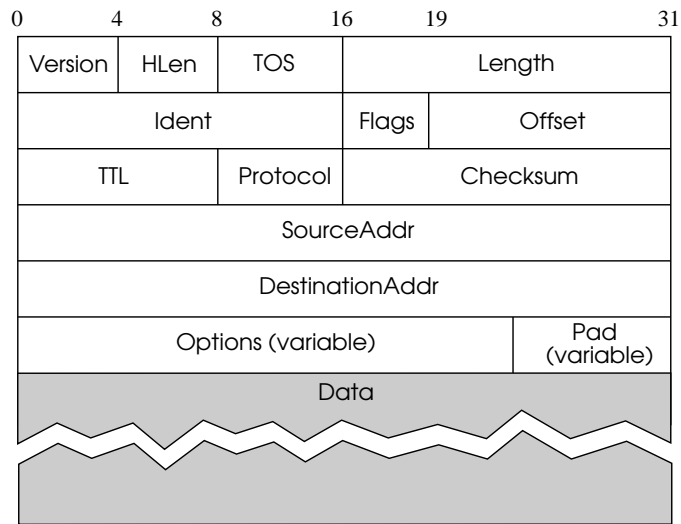 0 4 8 16 19 31
Version HLen TOS Length
Ident Flags Offset
TTL Protocol Checksum
SourceAddr
DestinationAddr
Options (variable) Pad
(variable)
Data